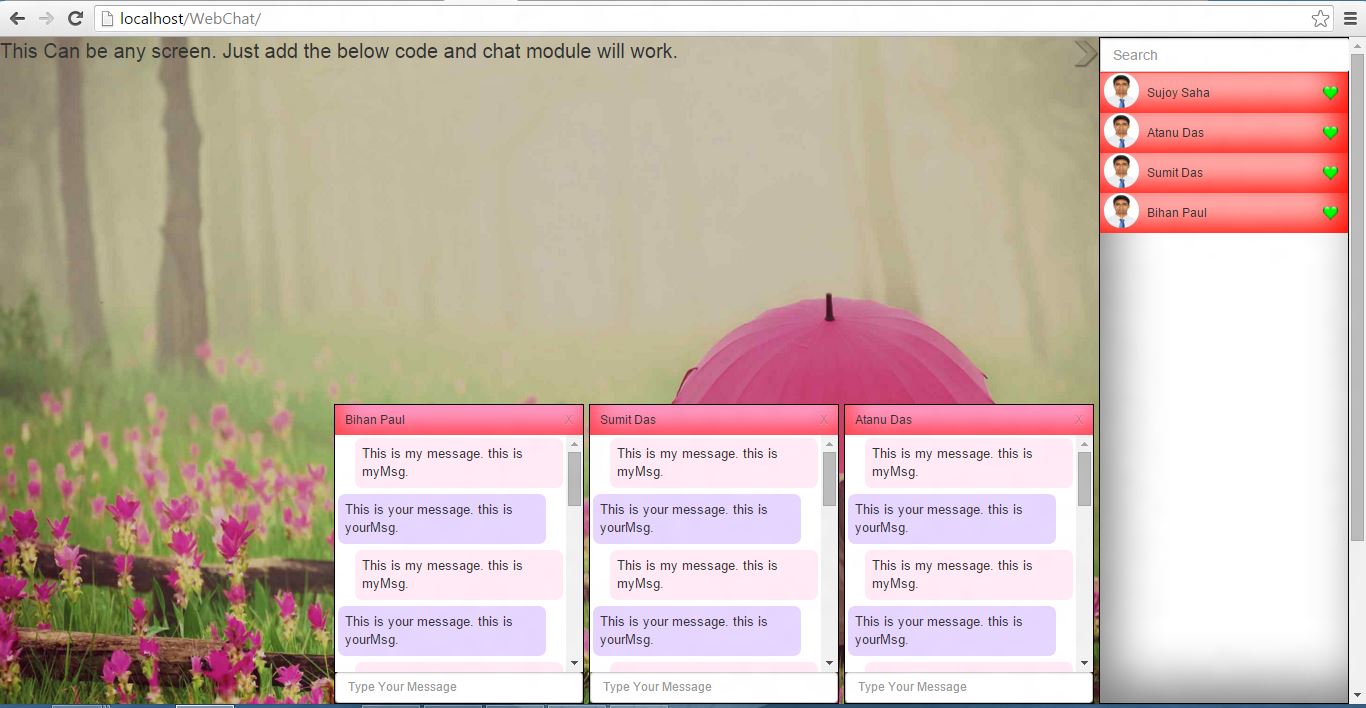 localhost/WebChat/
This Can be any screen. Just add the below code and chat module will work.
Search
Sujoy Saha
Atanu Das
Sumit Das
Bihan Paul
Bihan Paul X
This is my message. this is
myMsg.
This is your message. this is
yourMsg.
This is my message. this is
myMsg.
This is your message. this is
yourMsg.
Type Your Message
Sumit Das X
This is my message. this is
myMsg.
This is your message. this is
yourMsg.
This is my message. this is
myMsg.
This is your message. this is
yourMsg.
Type Your Message
Atanu Das X
This is my message. this is
myMsg.
This is your message. this is
yourMsg.
This is my message. this is
myMsg.
This is your message. this is
yourMsg.
Type Your Message